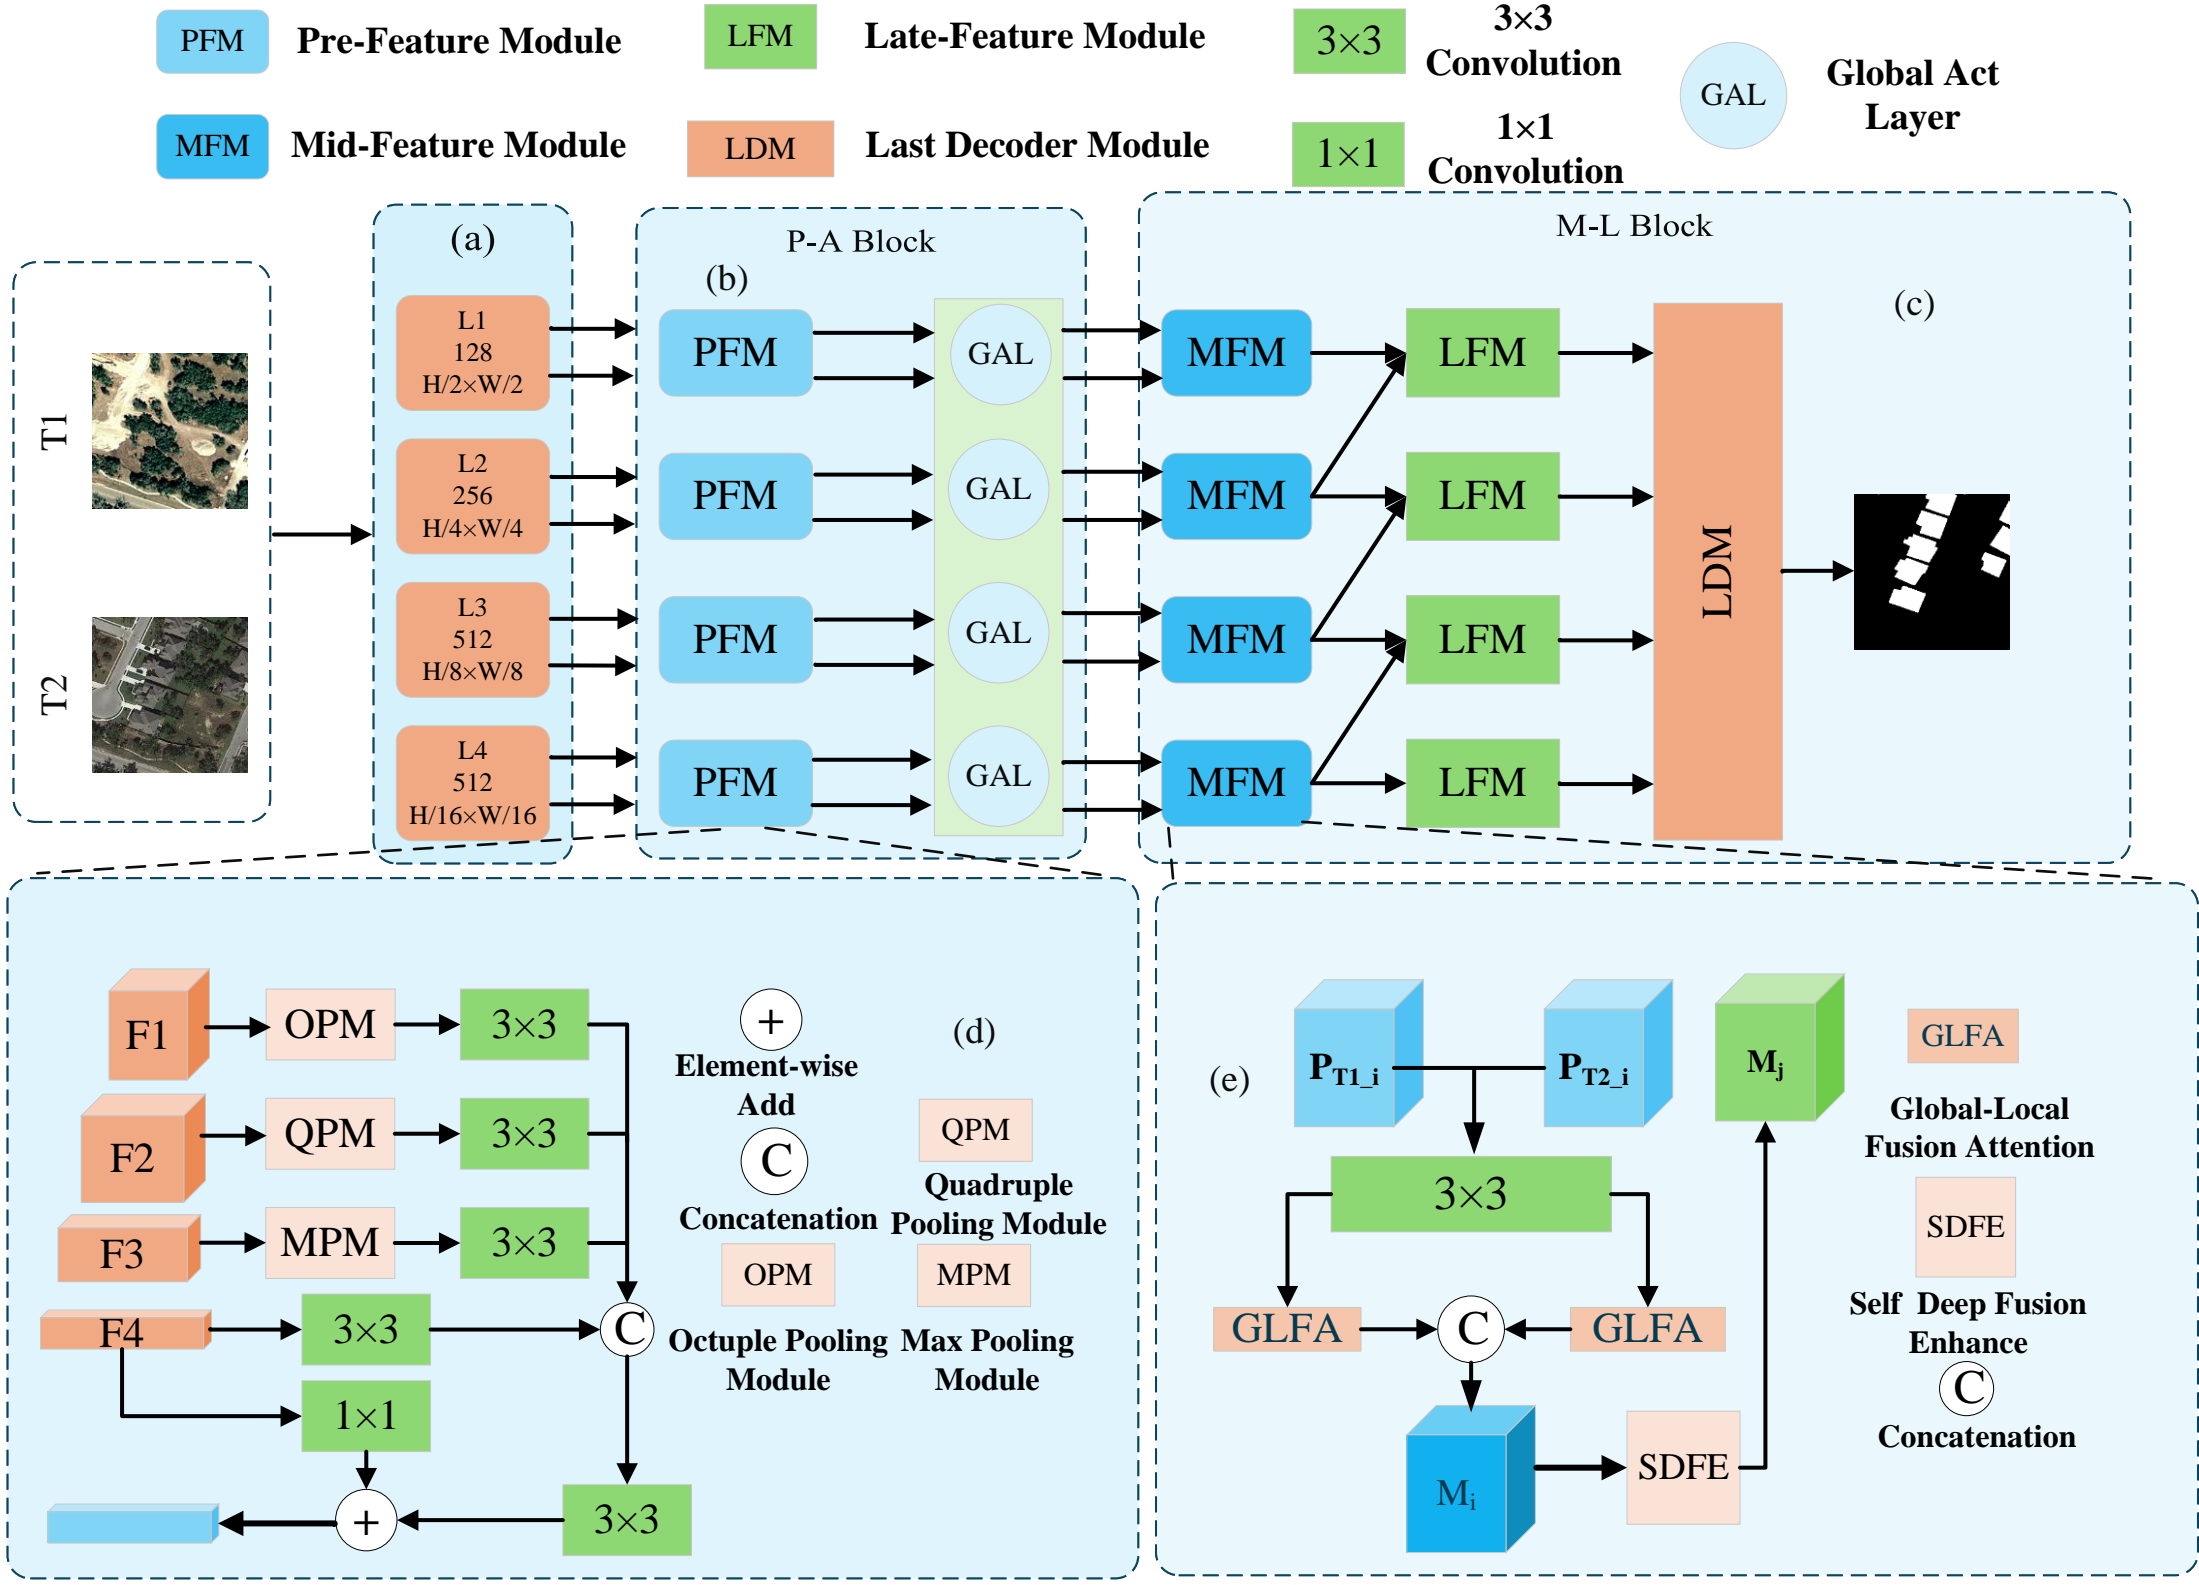 PFM
Pre-Feature Module
LFM
Late-Feature Module
3×3
3×3
Convolution
GAL
Global Act
Layer
MFM
Mid-Feature Module
LDM
Last Decoder Module
1×1
1×1
Convolution
(a)
P-A Block
(b)
M-L Block
(c)
T1
T2
L1
128
H/2×W/2
PFM
GAL
MFM
LFM
L2
256
H/4×W/4
PFM
GAL
MFM
LFM
L3
512
H/8×W/8
PFM
GAL
MFM
LFM
L4
512
H/16×W/16
PFM
GAL
MFM
LFM
LDM
F1
OPM
3×3
F2
QPM
3×3
F3
MPM
3×3
F4
3×3
C
1×1
+
3×3
+
Element-wise
Add
C
Concatenation
OPM
Octuple Pooling
Module
(d)
QPM
Quadruple
Pooling Module
MPM
Max Pooling
Module
(e)
P_T1_i
P_T2_i
M_j
3×3
GLFA
C
GLFA
M_i
SDFE
GLFA
Global-Local
Fusion Attention
SDFE
Self  Deep Fusion
Enhance
C
Concatenation